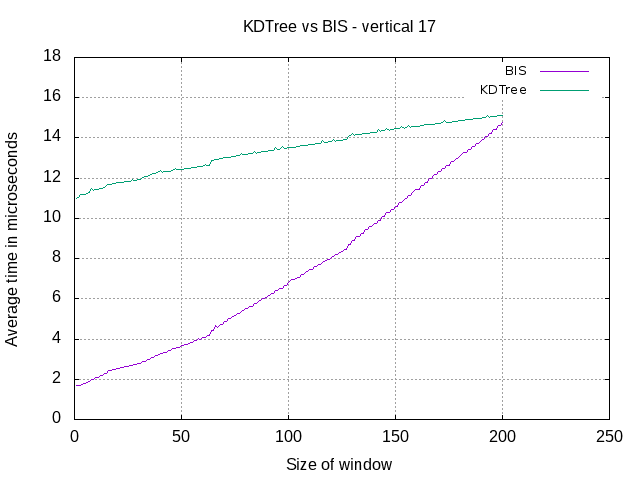 KDTree vs BIS - vertical 17
BIS
KDTree
18
16
14
12
10
8
6
4
2
0
Average time in microseconds
0 50 100 150 200 250
Size of window